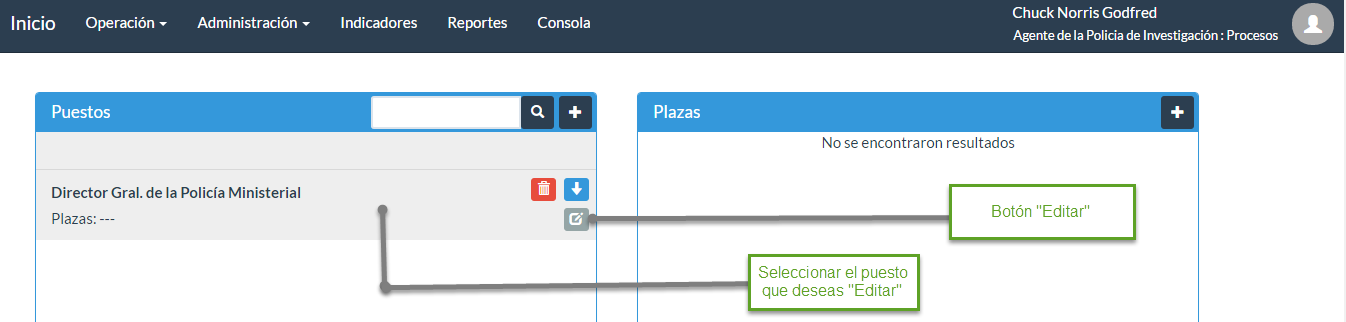 Inicio Operación Administración Indicadores Reportes Consola
Chuck Norris Godfred
Agente de la Policia de Investigación : Procesos
Puestos
Plazas
No se encontraron resultados
Director Gral. de la Policía Ministerial
Plazas: ---
Botón "Editar"
Seleccionar el puesto
que deseas "Editar"